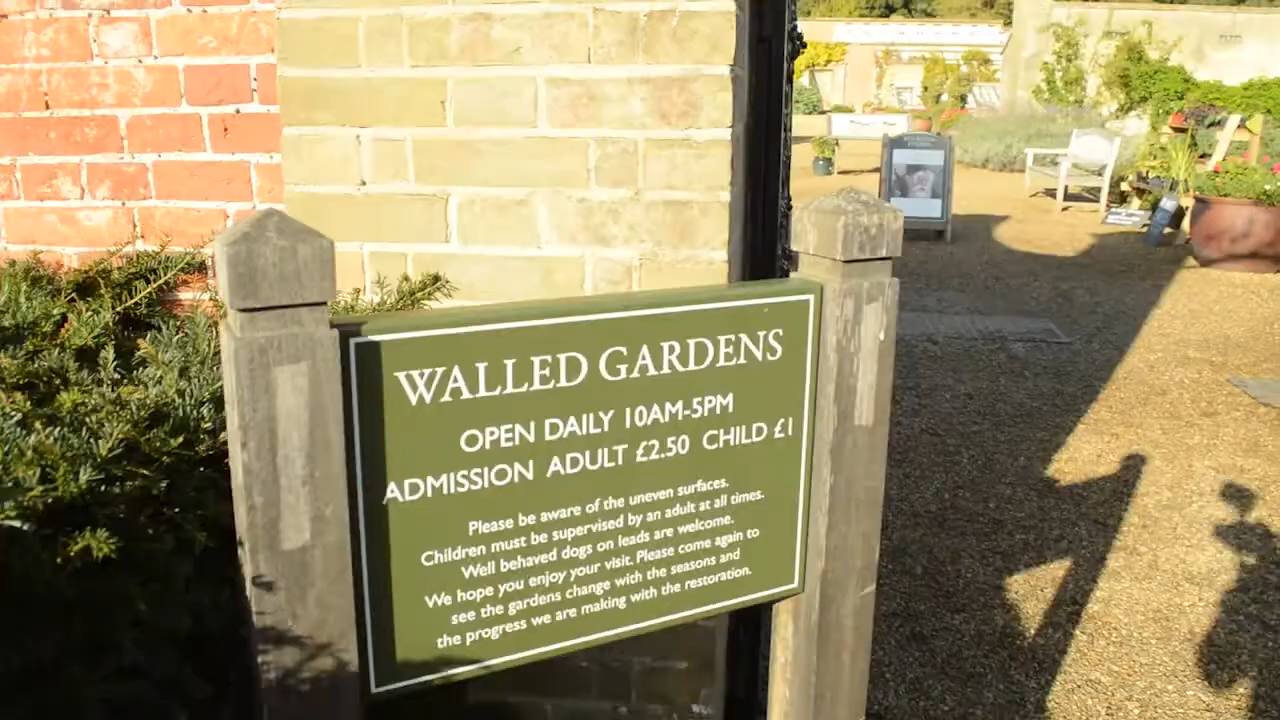 WALLED GARDENS
OPEN DAILY 10AM-5PM
ADMISSION ADULT £2.50 CHILD £1
Please be aware of the uneven surfaces.
Children must be supervised by an adult at all times.
Well behaved dogs on leads are welcome.
We hope you enjoy your visit. Please come again to
see the gardens change with the seasons and
the progress we are making with the restoration.